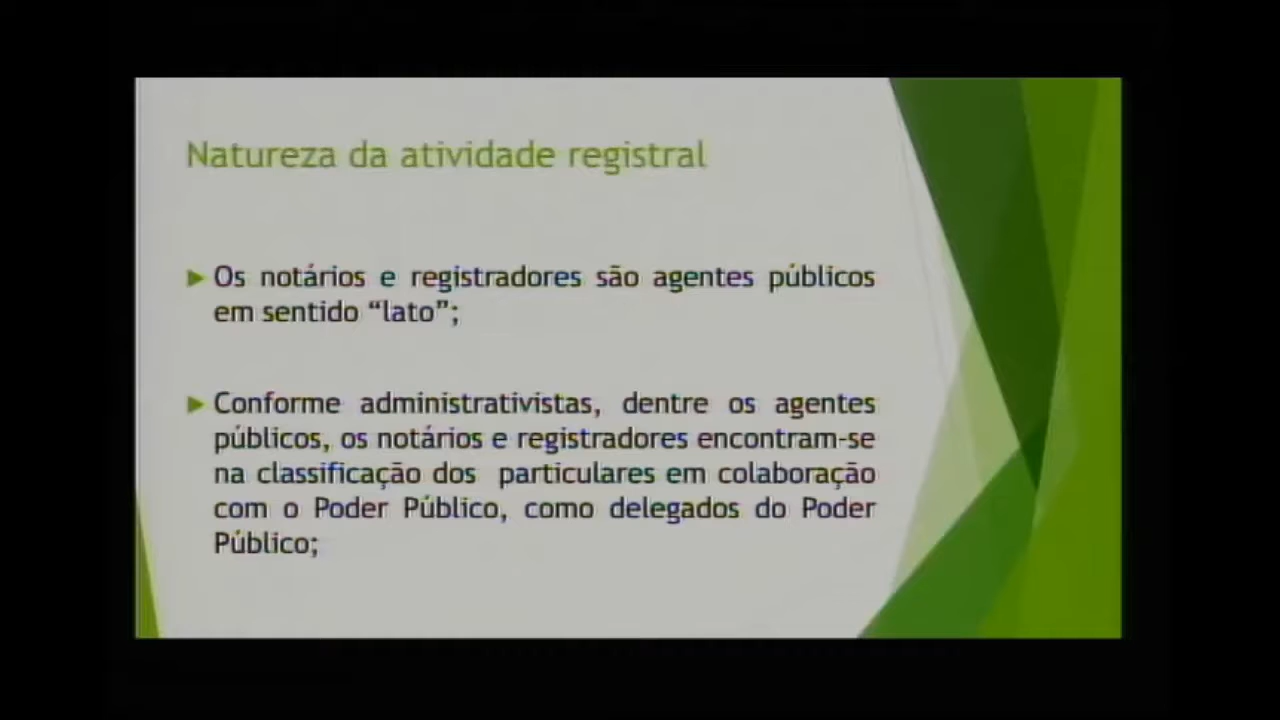 Natureza da atividade registral
Os notários e registradores são agentes públicos
em sentido “lato”;
Conforme administrativistas, dentre os agentes
públicos, os notários e registradores encontram-se
na classificação dos particulares em colaboração
com o Poder Público, como delegados do Poder
Público;